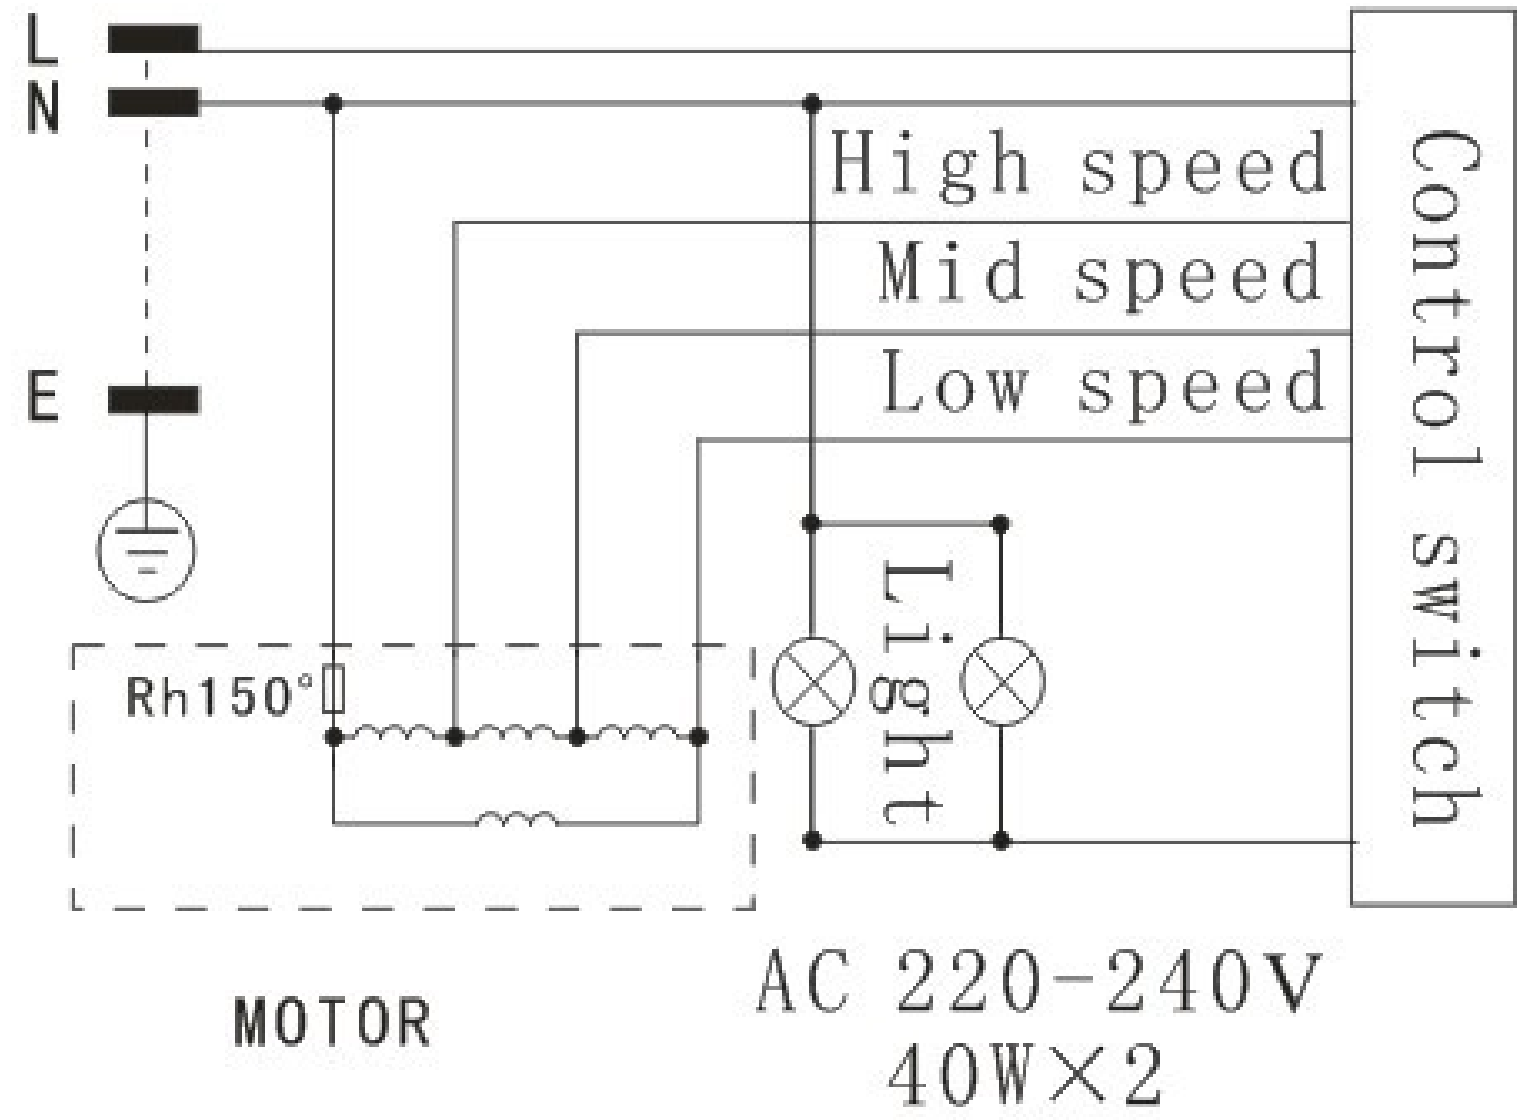 L
N
High speed
Mid speed
Low speed
E
Control switch
Light
Rh150°
MOTOR
AC 220-240V
40W×2